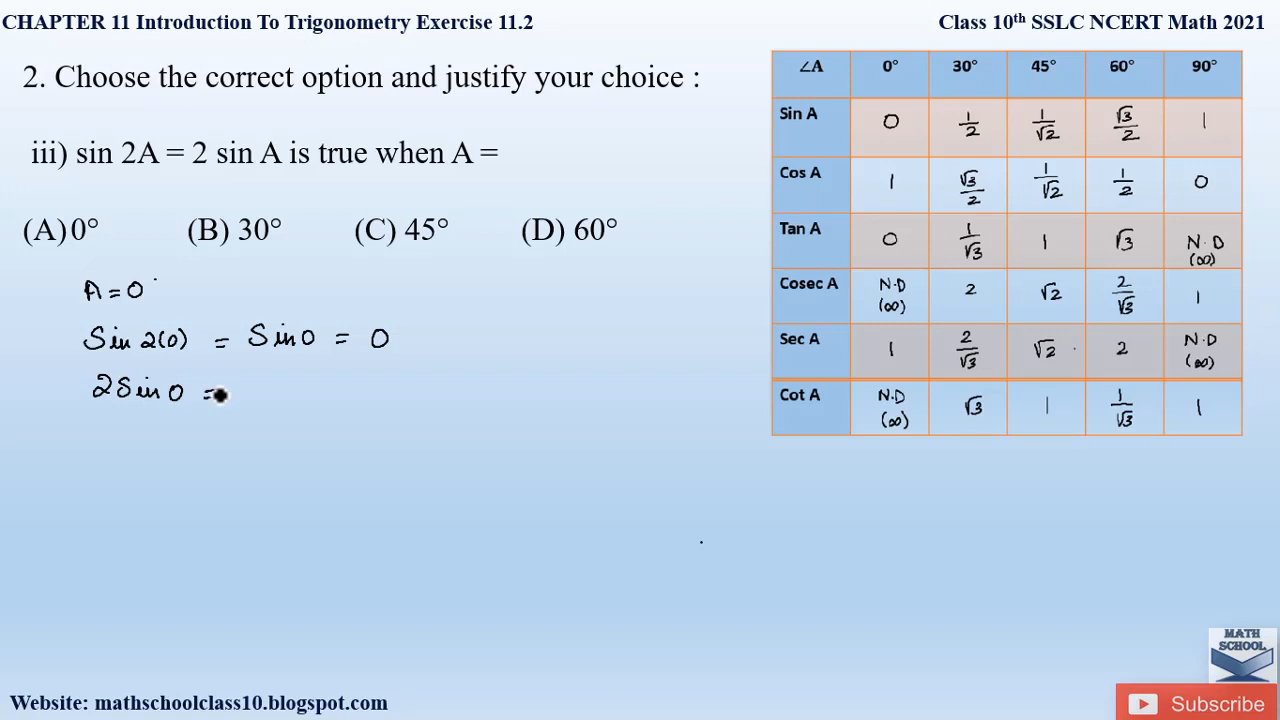 CHAPTER 11 Introduction To Trigonometry Exercise 11.2
Class 10th SSLC NCERT Math 2021
2. Choose the correct option and justify your choice :
iii) sin 2A = 2 sin A is true when A =
(A) 0° (B) 30° (C) 45° (D) 60°
A = 0°
Sin 2(0) = Sin 0 = 0
2 Sin 0 =
∠A 0° 30° 45° 60° 90°
Sin A 0 1/2 1/√2 √3/2 1
Cos A 1 √3/2 1/√2 1/2 0
Tan A 0 1/√3 1 √3 N.D (∞)
Cosec A N.D (∞) 2 √2 2/√3 1
Sec A 1 2/√3 √2 2 N.D (∞)
Cot A N.D (∞) √3 1 1/√3 1
MATH
SCHOOL
Website: mathschoolclass10.blogspot.com
Subscribe